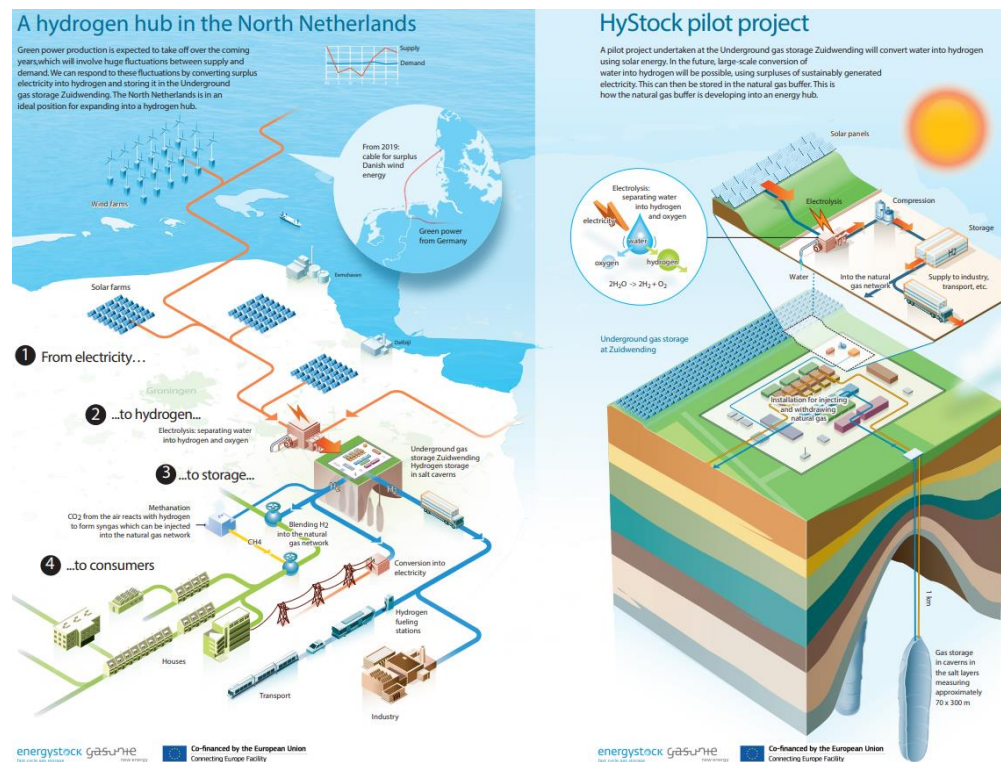 A hydrogen hub in the North Netherlands
Green power production is expected to take off over the coming
years,which will involve huge fluctuations between supply and
demand. We can respond to these fluctuations by converting surplus
electricity into hydrogen and storing it in the Underground
gas storage Zuidwending. The North Netherlands is in an
ideal position for expanding into a hydrogen hub.
Supply
Demand
From 2019:
cable for surplus
Danish wind
energy
Green power
from Germany
Wind farms
Eemshaven
Solar farms
Delfzijl
1 From electricity…
Groningen
2 ...to hydrogen...
Electrolysis: separating water
into hydrogen and oxygen
Underground gas
storage Zuidwending
Hydrogen storage
in salt caverns
3 ...to storage...
H2
H2
Methanation
CO2 from the air reacts with hydrogen
to form syngas which can be injected
into the natural gas network
CH4
Blending H2
into the natural
gas network
4 ...to consumers
Conversion into
electricity
Hydrogen
fueling
stations
Houses
Transport
Industry
energystock gasunie
new energy
Co-financed by the European Union
Connecting Europe Facility
HyStock pilot project
A pilot project undertaken at the Underground gas storage Zuidwending will convert water into hydrogen
using solar energy. In the future, large-scale conversion of
water into hydrogen will be possible, using surpluses of sustainably generated
electricity. This can then be stored in the natural gas buffer. This is
how the natural gas buffer is developing into an energy hub.
Solar panels
Electrolysis:
separating water
into hydrogen
and oxygen
electricity
water
oxygen
hydrogen
2H2O -> 2H2 + O2
Electrolysis
Compression
Storage
H2
Water
Into the natural
gas network
Supply to industry,
transport, etc.
Underground gas storage
at Zuidwending
Installation for injecting
and withdrawing
natural gas
1 km
Gas storage
in caverns in
the salt layers
measuring
approximately
70 x 300 m
energystock gasunie
new energy
Co-financed by the European Union
Connecting Europe Facility